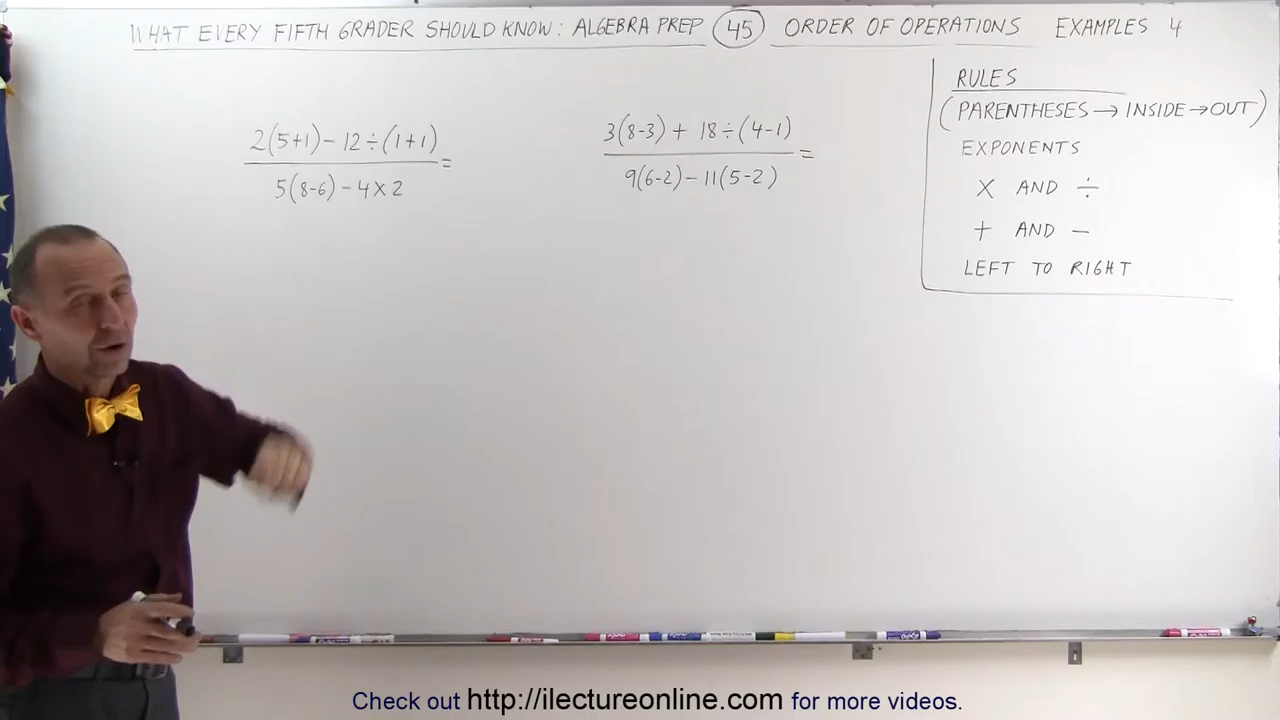 WHAT EVERY FIFTH GRADER SHOULD KNOW: ALGEBRA PREP 45 ORDER OF OPERATIONS EXAMPLES 4
2(5+1) - 12 ÷ (1+1)
=
5(8-6) - 4 X 2
3(8-3) + 18 ÷ (4-1)
=
9(6-2) - 11(5-2)
RULES
(PARENTHESES → INSIDE → OUT)
EXPONENTS
X AND ÷
+ AND -
LEFT TO RIGHT
Check out http://ilectureonline.com for more videos.